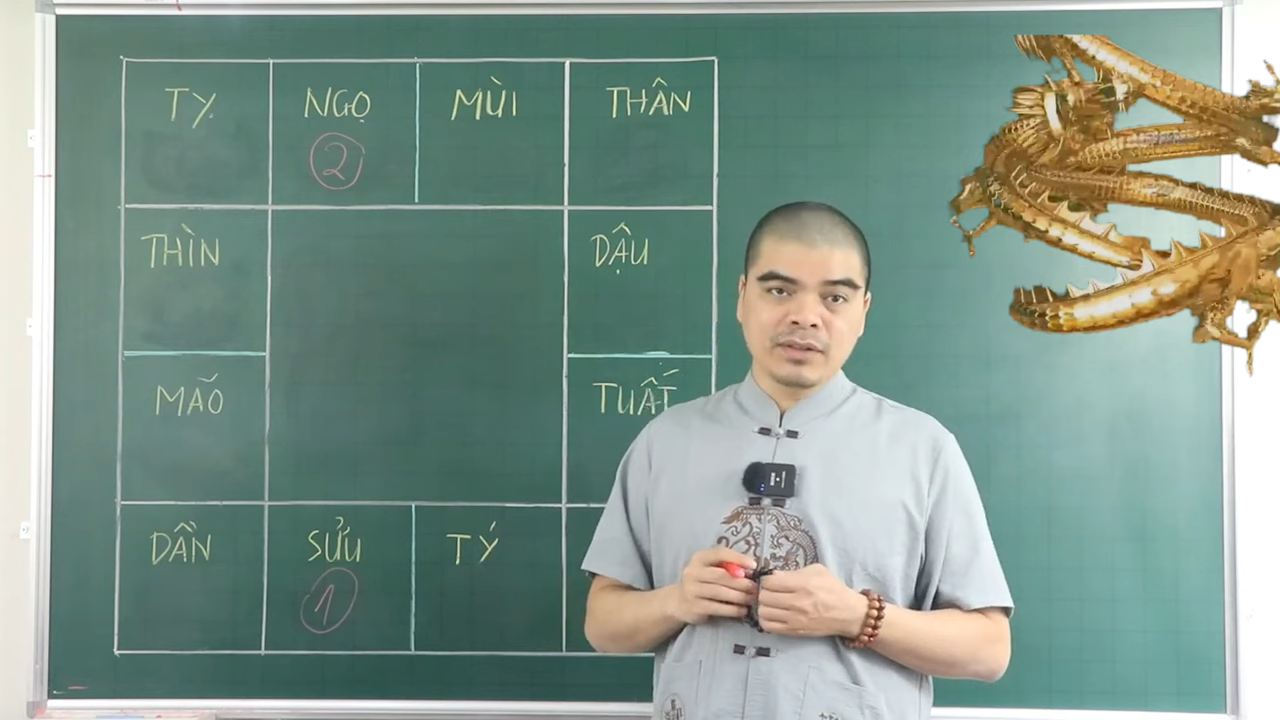 TỴ NGỌ MÙI THÂN
②
THÌN DẬU
MÃO TUẤT
DẦN SỬU TÝ
①